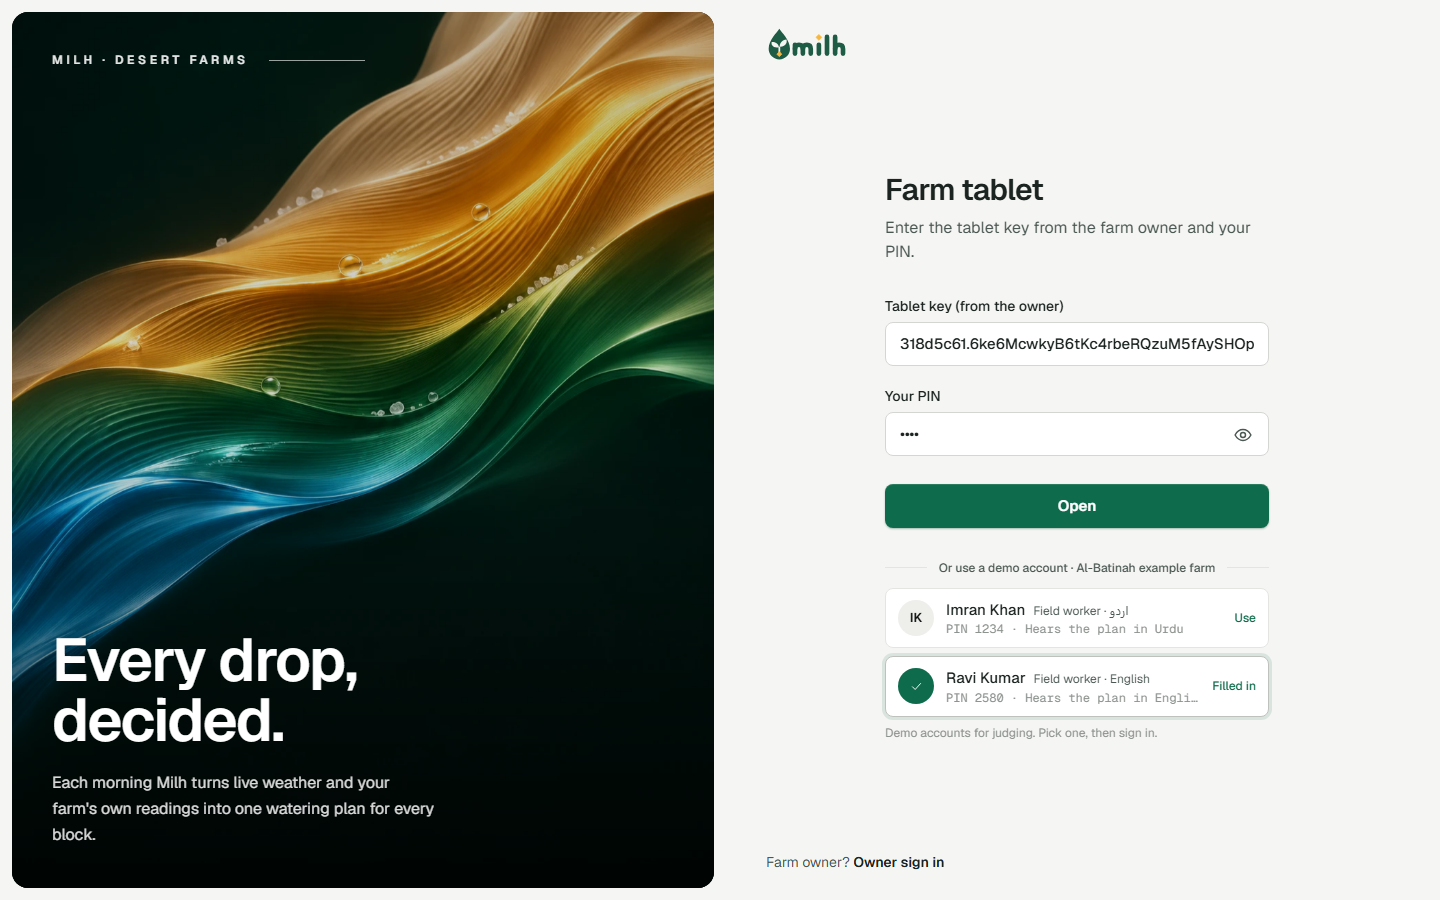 MILH · DESERT FARMS
Every drop,
decided.
Each morning Milh turns live weather and your
farm's own readings into one watering plan for every
block.
milh
Farm tablet
Enter the tablet key from the farm owner and your
PIN.
Tablet key (from the owner)
318d5c61.6ke6McwkyB6tKc4rbeRQzuM5fAySHOp
Your PIN
••••
Open
Or use a demo account · Al-Batinah example farm
IK
Imran Khan Field worker · اردو
PIN 1234 · Hears the plan in Urdu
Use
Ravi Kumar Field worker · English
PIN 2580 · Hears the plan in Engli…
Filled in
Demo accounts for judging. Pick one, then sign in.
Farm owner? Owner sign in